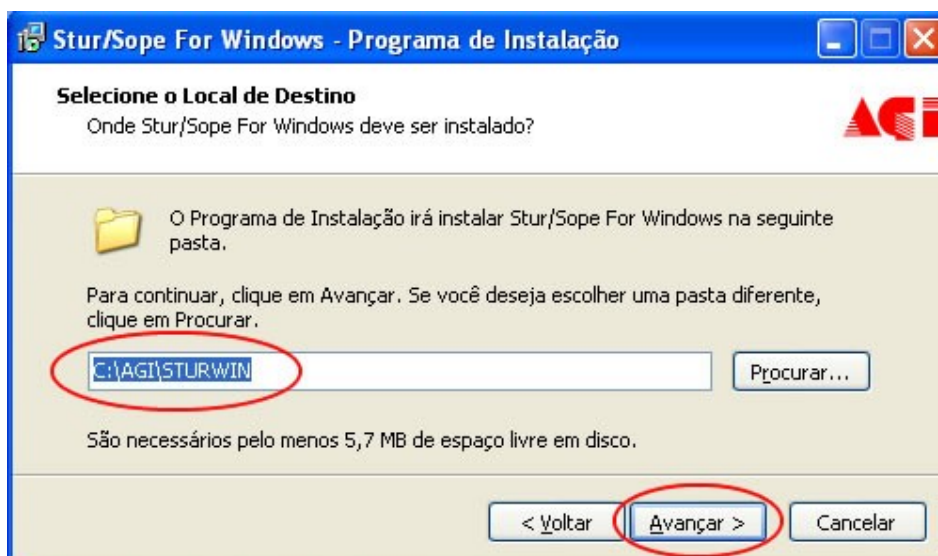 Stur/Sope For Windows - Programa de Instalação
Selecione o Local de Destino
Onde Stur/Sope For Windows deve ser instalado?
AGi
O Programa de Instalação irá instalar Stur/Sope For Windows na seguinte
pasta.
Para continuar, clique em Avançar. Se você deseja escolher uma pasta diferente,
clique em Procurar.
C:\AGI\STURWIN
Procurar...
São necessários pelo menos 5,7 MB de espaço livre em disco.
< Voltar
Avançar >
Cancelar